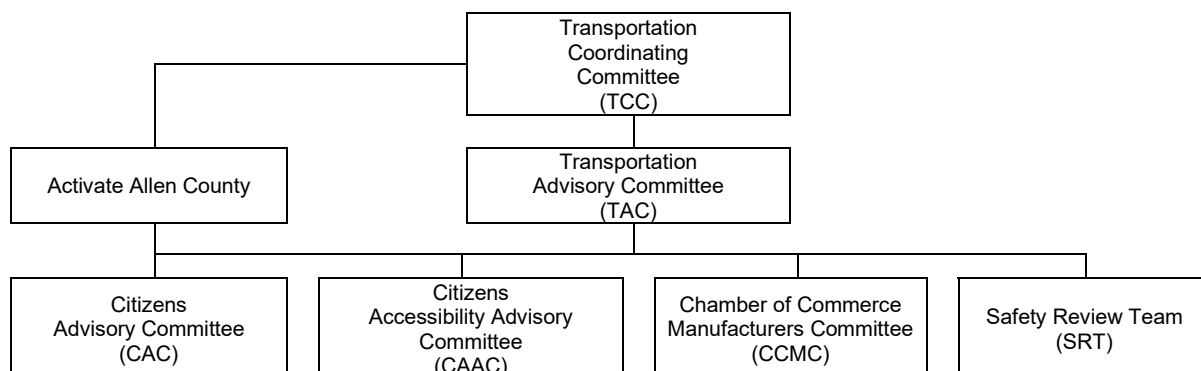 Transportation
Coordinating
Committee
(TCC)
Activate Allen County
Transportation
Advisory Committee
(TAC)
Citizens
Advisory Committee
(CAC)
Citizens
Accessibility Advisory
Committee
(CAAC)
Chamber of Commerce
Manufacturers Committee
(CCMC)
Safety Review Team
(SRT)